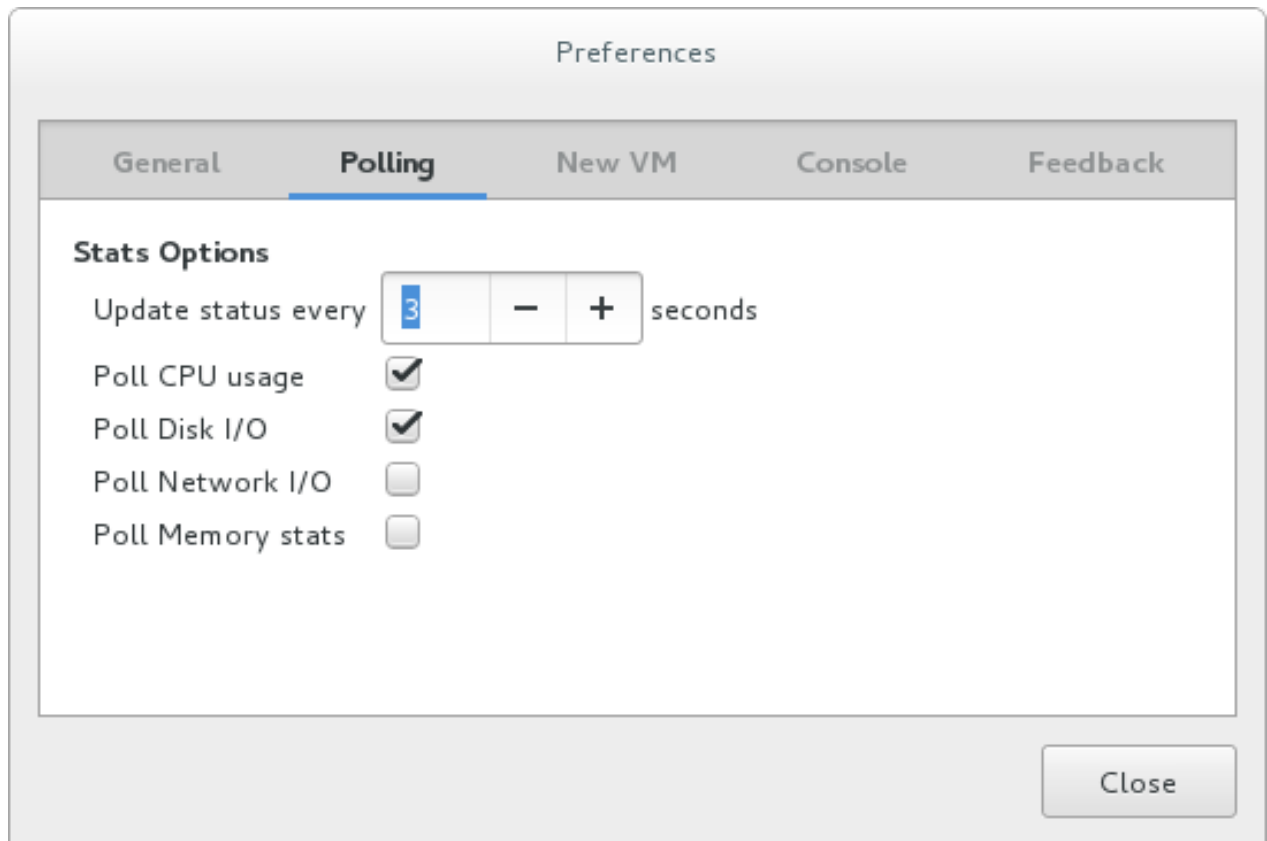 Preferences
General Polling New VM Console Feedback
Stats Options
Update status every 3 − + seconds
Poll CPU usage
Poll Disk I/O
Poll Network I/O
Poll Memory stats
Close